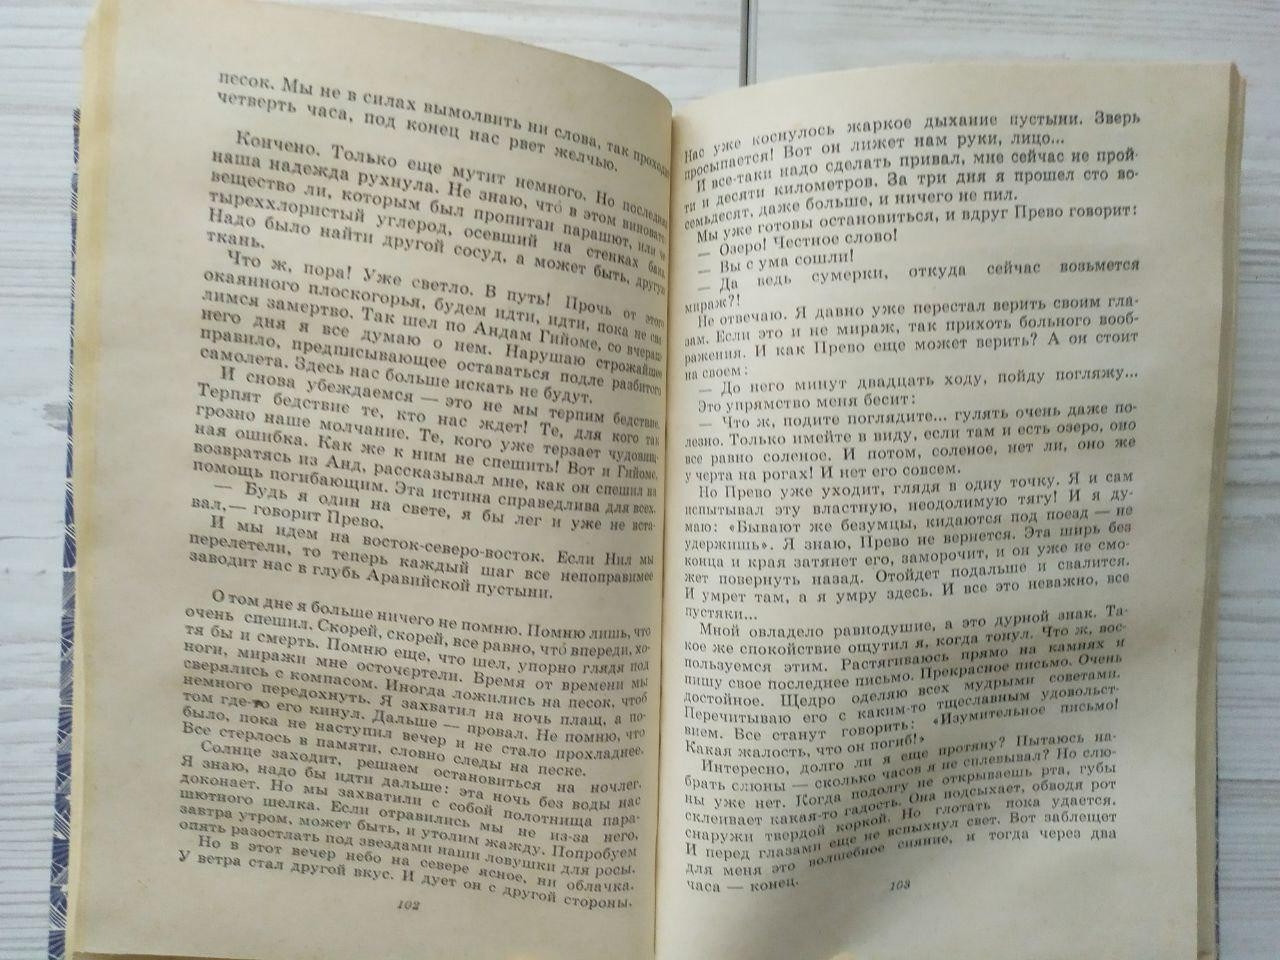 песок. Мы не в силах вымолвить ни слова, так проходит
четверть часа, под конец нас рвет желчью.
Кончено. Только еще мутит немного. Но последняя
наша надежда рухнула. Не знаю, что́ в этом виновато:
вещество ли, которым был пропитан парашют, или че-
тыреххлористый углерод, осевший на стенках бака.
Надо было найти другой сосуд, а может быть, другую
ткань.
Что ж, пора! Уже светло. В путь! Прочь от этого
окаянного плоскогорья, будем идти, идти, пока не сва-
лимся замертво. Так шел по Андам Гийоме, со вчераш-
него дня я все думаю о нем. Нарушаю строжайшее
правило, предписывающее оставаться подле разбитого
самолета. Здесь нас больше искать не будут.
И снова убеждаемся — это не мы терпим бедствие.
Терпят бедствие те, кто нас ждет! Те, для кого так
грозно наше молчание. Те, кого уже терзает чудовищ-
ная ошибка. Как же к ним не спешить! Вот и Гийоме,
возвратясь из Анд, рассказывал мне, как он спешил на
помощь погибающим. Эта истина справедлива для всех.
— Будь я один на свете, я бы лег и уже не вста-
вал,— говорит Прево.
И мы идем на восток-северо-восток. Если Нил мы
перелетели, то теперь каждый шаг все непоправимее
заводит нас в глубь Аравийской пустыни.
О том дне я больше ничего не помню. Помню лишь, что
очень спешил. Скорей, скорей, все равно, что́ впереди, хо-
тя бы и смерть. Помню еще, что шел, упорно глядя под
ноги, миражи мне осточертели. Время от времени мы
сверялись с компасом. Иногда ложились на песок, чтоб
немного передохнуть. Я захватил на ночь плащ, а по-
том где-то его кинул. Дальше — провал. Не помню, что
было, пока не наступил вечер и не стало прохладнее.
Все стерлось в памяти, словно следы на песке.
Солнце заходит, решаем остановиться на ночлег.
Я знаю, надо бы идти дальше: эта ночь без воды нас
доконает. Но мы захватили с собой полотнища пара-
шютного шелка. Если отравились мы не из-за него,
завтра утром, может быть, и утолим жажду. Попробуем
опять разостлать под звездами наши ловушки для росы.
Но в этот вечер небо на севере ясное, ни облачка.
У ветра стал другой вкус. И дует он с другой стороны.
102
Нас уже коснулось жаркое дыхание пустыни. Зверь
просыпается! Вот он лижет нам руки, лицо...
И все-таки надо сделать привал, мне сейчас не прой-
ти и десяти километров. За три дня я прошел сто во-
семьдесят, даже больше, и ничего не пил.
Мы уже готовы остановиться, и вдруг Прево говорит:
— Озеро! Честное слово!
— Вы с ума сошли!
— Да ведь сумерки, откуда сейчас возьмется
мираж?!
Не отвечаю. Я давно уже перестал верить своим гла-
зам. Если это и не мираж, так прихоть больного вооб-
ражения. И как Прево еще может верить? А он стоит
на своем:
— До него минут двадцать ходу, пойду погляжу...
Это упрямство меня бесит:
— Что ж, подите поглядите... гулять очень даже по-
лезно. Только имейте в виду, если там и есть озеро, оно
все равно соленое. И потом, соленое, нет ли, оно же
у черта на рогах! И нет его совсем.
Но Прево уже уходит, глядя в одну точку. Я и сам
испытывал эту властную, неодолимую тягу! И я ду-
маю: «Бывают же безумцы, кидаются под поезд — не
удержишь». Я знаю, Прево не вернется. Эта ширь без
конца и края затянет его, заморочит, и он уже не смо-
жет повернуть назад. Отойдет подальше и свалится.
И умрет там, а я умру здесь. И все это неважно, все
пустяки...
Мной овладело равнодушие, а это дурной знак. Та-
кое же спокойствие ощутил я, когда тонул. Что ж, вос-
пользуемся этим. Растягиваюсь прямо на камнях и
пишу свое последнее письмо. Прекрасное письмо. Очень
достойное. Щедро оделяю всех мудрыми советами.
Перечитываю его с каким-то тщеславным удовольст-
вием. Все станут говорить: «Изумительное письмо!
Какая жалость, что он погиб!»
Интересно, долго ли я еще протяну? Пытаюсь на-
брать слюны — сколько часов я не сплевывал? Но слю-
ны уже нет. Когда подолгу не открываешь рта, губы
склеивает какая-то гадость. Она подсыхает, обводя рот
снаружи твердой коркой. Но глотать пока удается.
И перед глазами еще не вспыхнул свет. Вот заблещет
для меня это волшебное сияние, и тогда через два
часа — конец.
103